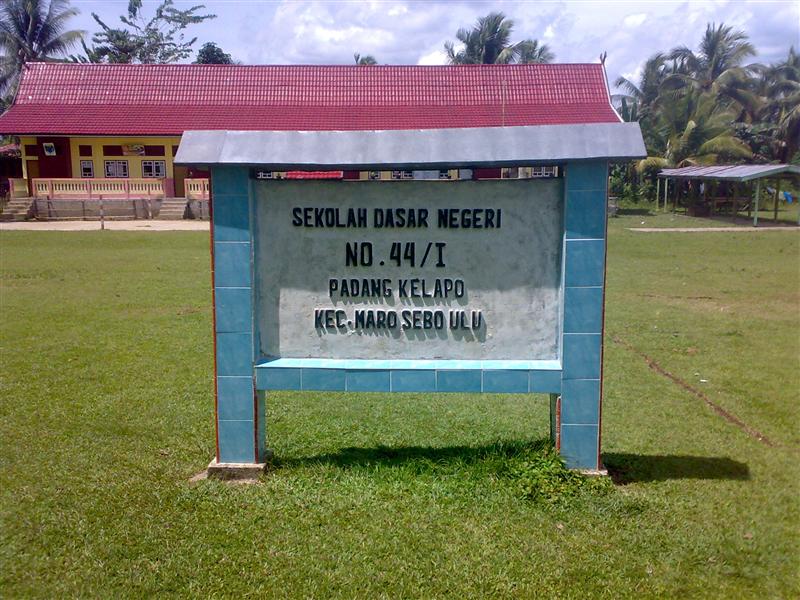 SEKOLAH DASAR NEGERI
NO. 44/I
PADANG KELAPO
KEC. MARO SEBO ULU